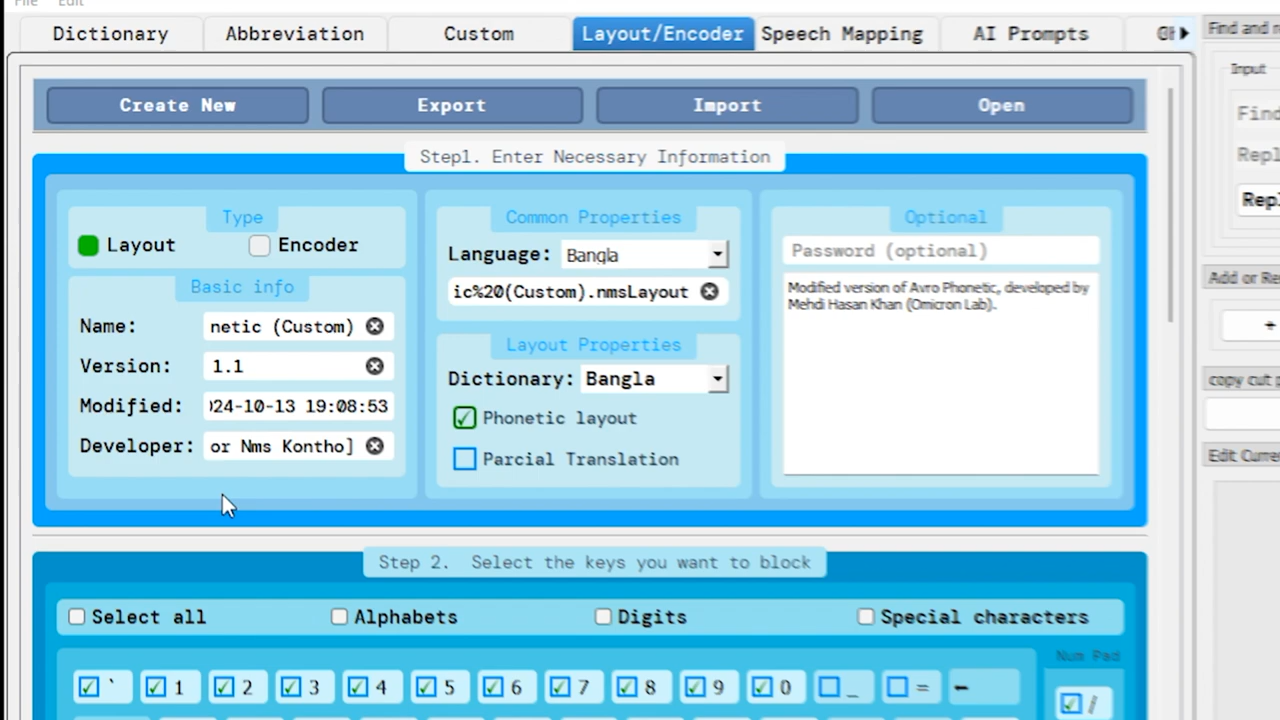 File Edit
Dictionary Abbreviation Custom Layout/Encoder Speech Mapping AI Prompts
Create New Export Import Open
Step1. Enter Necessary Information
Type
Layout Encoder
Basic info
Name: netic (Custom)
Version: 1.1
Modified: 024-10-13 19:08:53
Developer: or Nms Kontho]
Common Properties
Language: Bangla
ic%20(Custom).nmsLayout
Layout Properties
Dictionary: Bangla
Phonetic layout
Parcial Translation
Optional
Password (optional)
Modified version of Avro Phonetic, developed by
Mehdi Hasan Khan (Omicron Lab).
Step 2. Select the keys you want to block
Select all Alphabets Digits Special characters
Num Pad
` 1 2 3 4 5 6 7 8 9 0 _ = ←
/
Find and re
Input
Find
Repl
Repl
Add or Re
+
copy cut p
Edit Curre